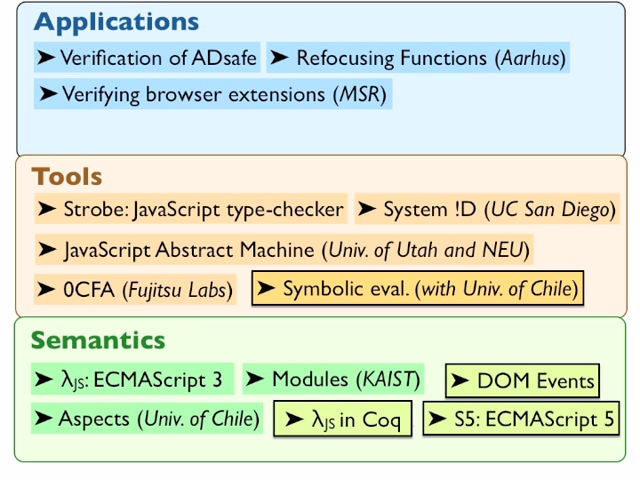 Applications
➤ Verification of ADsafe ➤ Refocusing Functions (Aarhus)
➤ Verifying browser extensions (MSR)
Tools
➤ Strobe: JavaScript type-checker ➤ System !D (UC San Diego)
➤ JavaScript Abstract Machine (Univ. of Utah and NEU)
➤ 0CFA (Fujitsu Labs) ➤ Symbolic eval. (with Univ. of Chile)
Semantics
➤ λJS: ECMAScript 3 ➤ Modules (KAIST) ➤ DOM Events
➤ Aspects (Univ. of Chile) ➤ λJS in Coq ➤ S5: ECMAScript 5